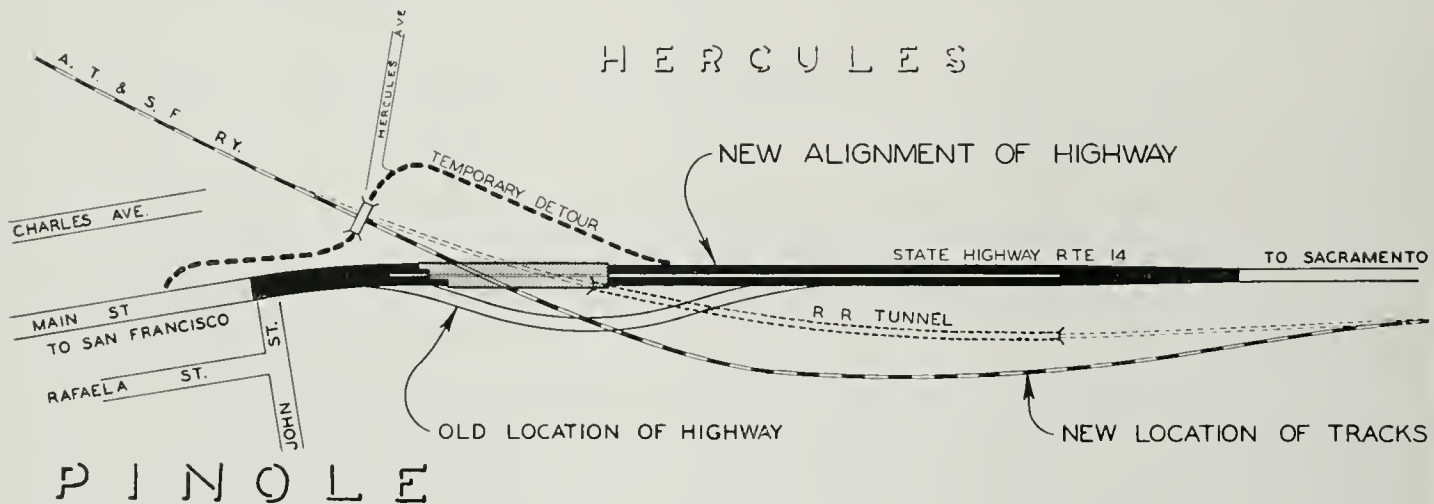 HERCULES
A. T. & S. F RY.
HERCULES AVE
TEMPORARY DETOUR
NEW ALIGNMENT OF HIGHWAY
CHARLES AVE.
STATE HIGHWAY RTE 14
TO SACRAMENTO
MAIN ST
TO SAN FRANCISCO
R R TUNNEL
RAFAELA ST.
JOHN ST.
OLD LOCATION OF HIGHWAY
NEW LOCATION OF TRACKS
PINOLE